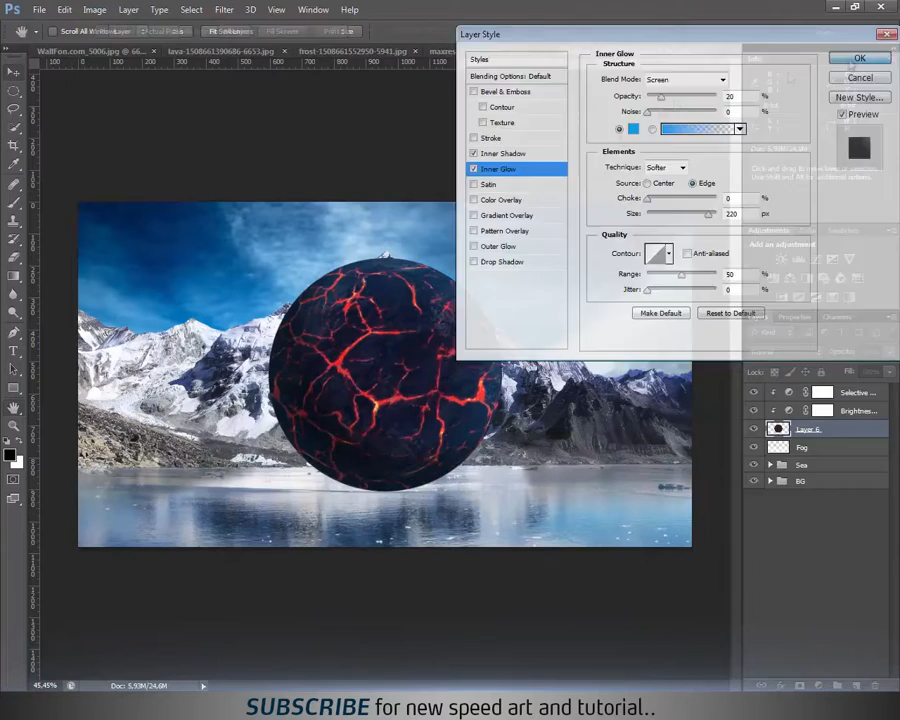 Ps File Edit Image Layer Type Select Filter 3D View Window Help
Scroll All Windows Fit Screen
WallFon.com_5006.jpg @ 66... × lava-1508661390686-6653.jpg × frost-1508661552950-5941.jpg ×
Layer Style
Styles
Blending Options: Default
Bevel & Emboss
Contour
Texture
Stroke
Inner Shadow
Inner Glow
Satin
Color Overlay
Gradient Overlay
Pattern Overlay
Outer Glow
Drop Shadow
Inner Glow
Structure
Blend Mode: Screen
Opacity: 20 %
Noise: 0 %
Elements
Technique: Softer
Source: Center Edge
Choke: 0 %
Size: 220 px
Quality
Contour: Anti-aliased
Range: 50 %
Jitter: 0 %
Make Default Reset to Default
OK
Cancel
New Style...
Preview
Add an adjustment
Properties Channels
Lock: Fill:
Selective ...
Brightness...
Layer 6
Fog
Sea
BG
45.45% Doc: 5.93M/24.6M
SUBSCRIBE for new speed art and tutorial..